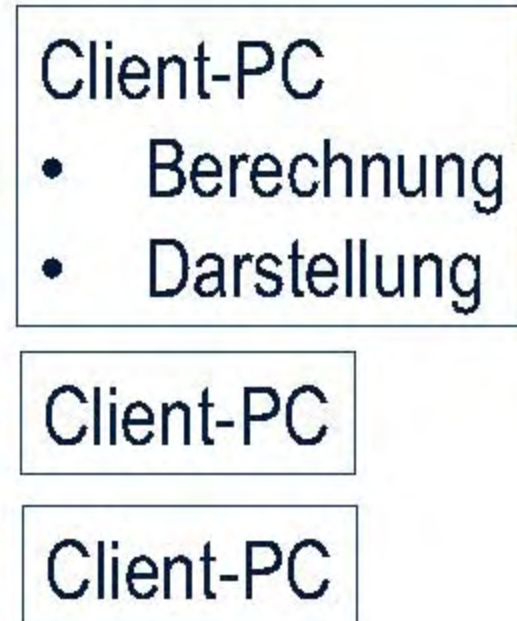 Client-PC
• Berechnung
• Darstellung
Client-PC
Client-PC